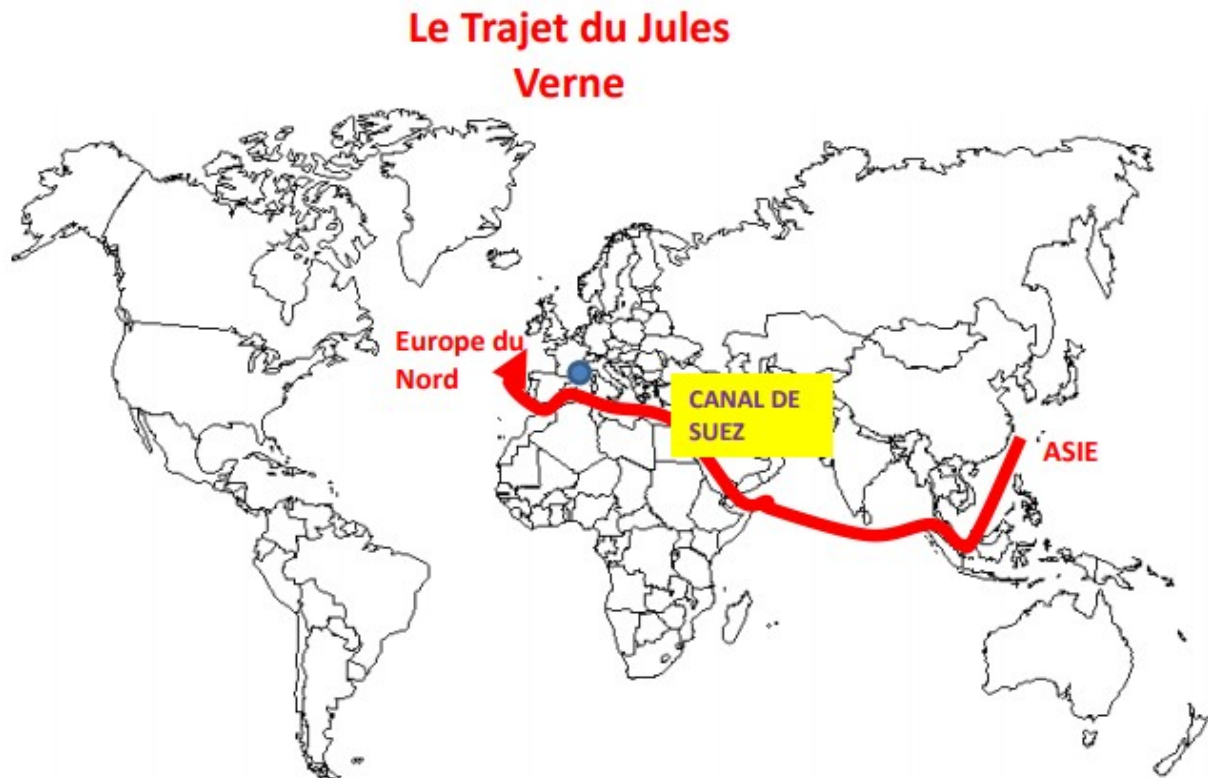 Le Trajet du Jules
Verne
Europe du
Nord
CANAL DE
SUEZ
ASIE